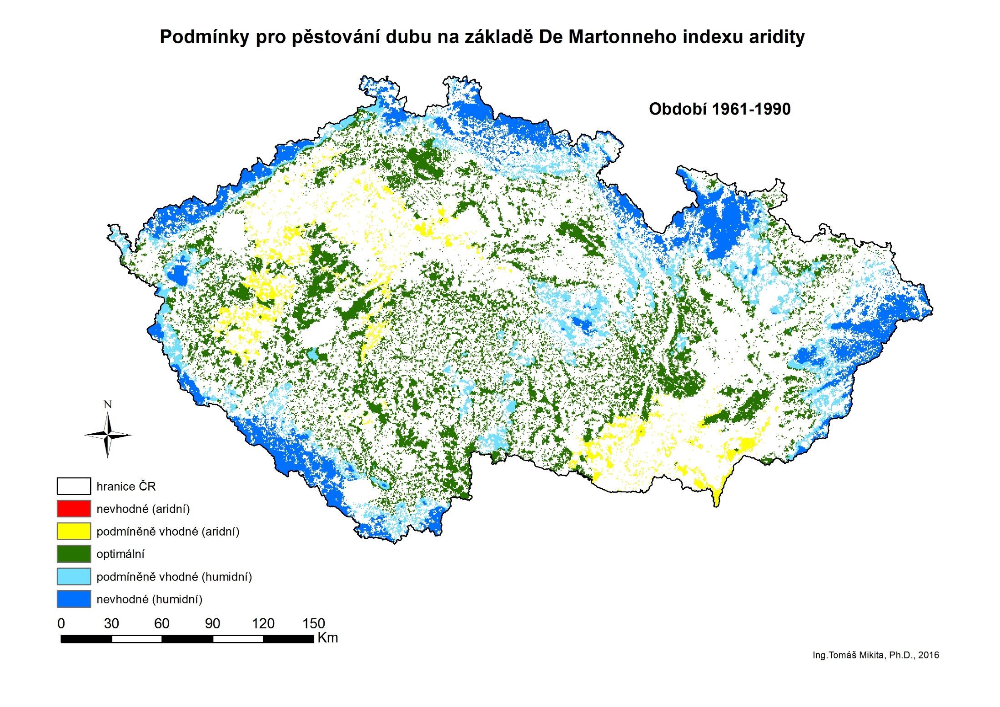 Podmínky pro pěstování dubu na základě De Martonneho indexu aridity
Období 1961-1990
N
hranice ČR
nevhodné (aridní)
podmíněně vhodné (aridní)
optimální
podmíněně vhodné (humidní)
nevhodné (humidní)
0 30 60 90 120 150
Km
Ing.Tomáš Mikita, Ph.D., 2016